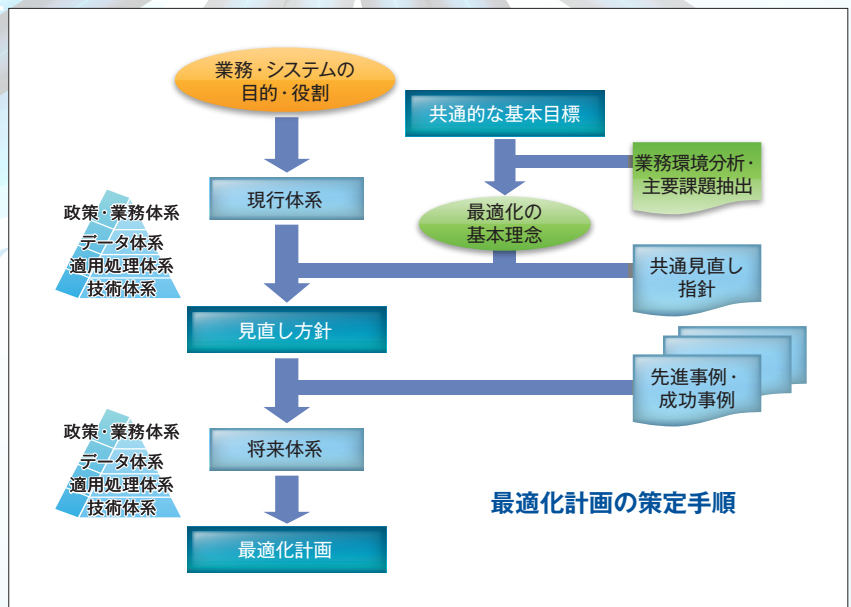 業務・システムの
目的・役割
共通的な基本目標
業務環境分析・
主要課題抽出
現行体系
最適化の
基本理念
政策・業務体系
データ体系
適用処理体系
技術体系
共通見直し
指針
見直し方針
先進事例・
成功事例
政策・業務体系
データ体系
適用処理体系
技術体系
将来体系
最適化計画の策定手順
最適化計画